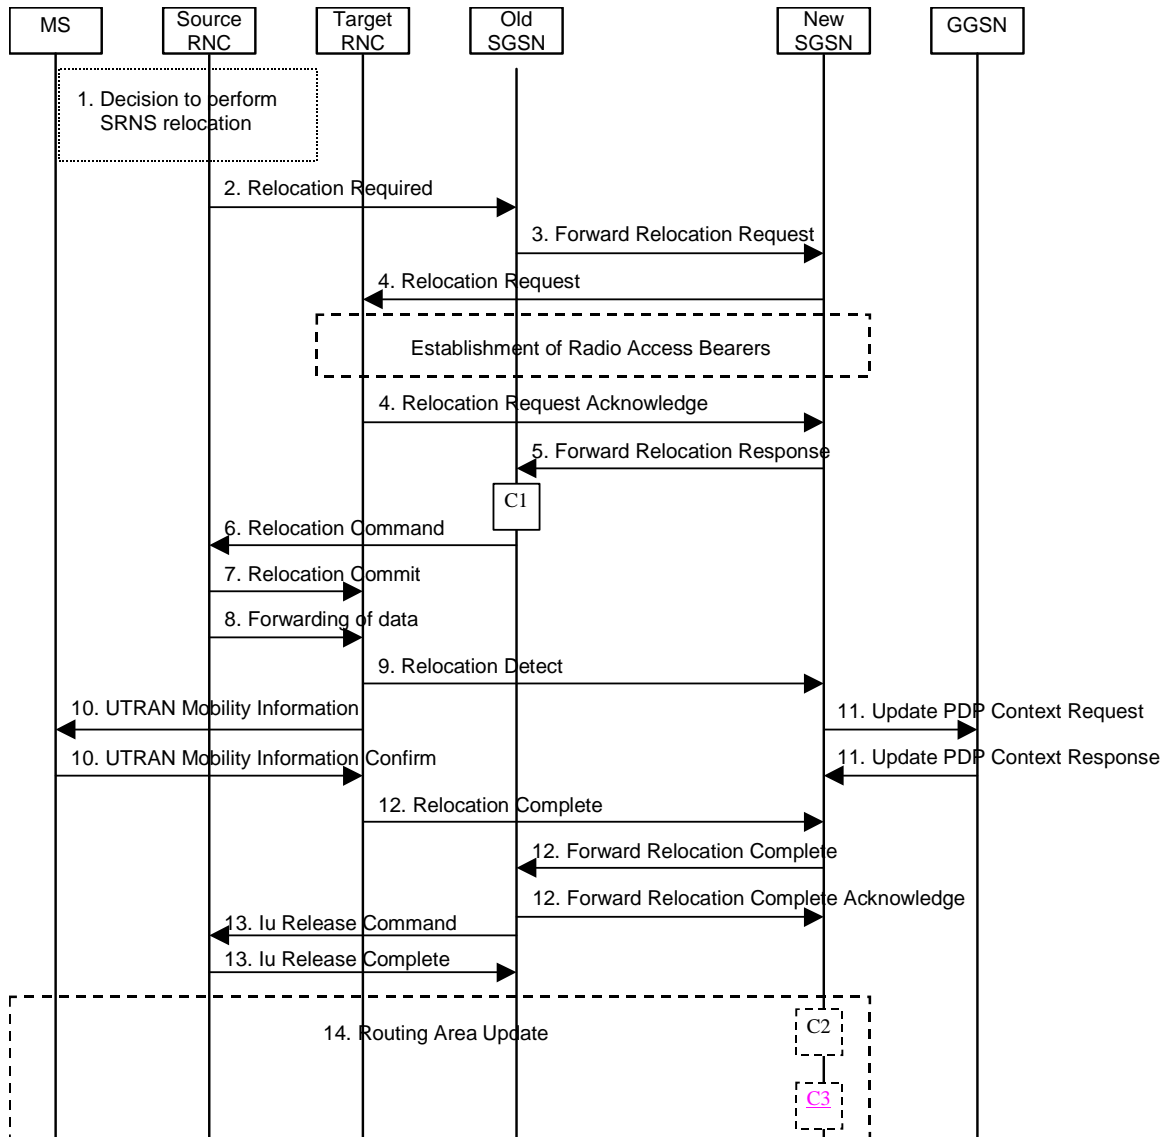 MS
Source
RNC
Target
RNC
Old
SGSN
New
SGSN
GGSN
1. Decision to perform
SRNS relocation
2. Relocation Required
3. Forward Relocation Request
4. Relocation Request
Establishment of Radio Access Bearers
4. Relocation Request Acknowledge
5. Forward Relocation Response
C1
6. Relocation Command
7. Relocation Commit
8. Forwarding of data
9. Relocation Detect
10. UTRAN Mobility Information
11. Update PDP Context Request
10. UTRAN Mobility Information Confirm
11. Update PDP Context Response
12. Relocation Complete
12. Forward Relocation Complete
12. Forward Relocation Complete Acknowledge
13. Iu Release Command
13. Iu Release Complete
14. Routing Area Update
C2
C3